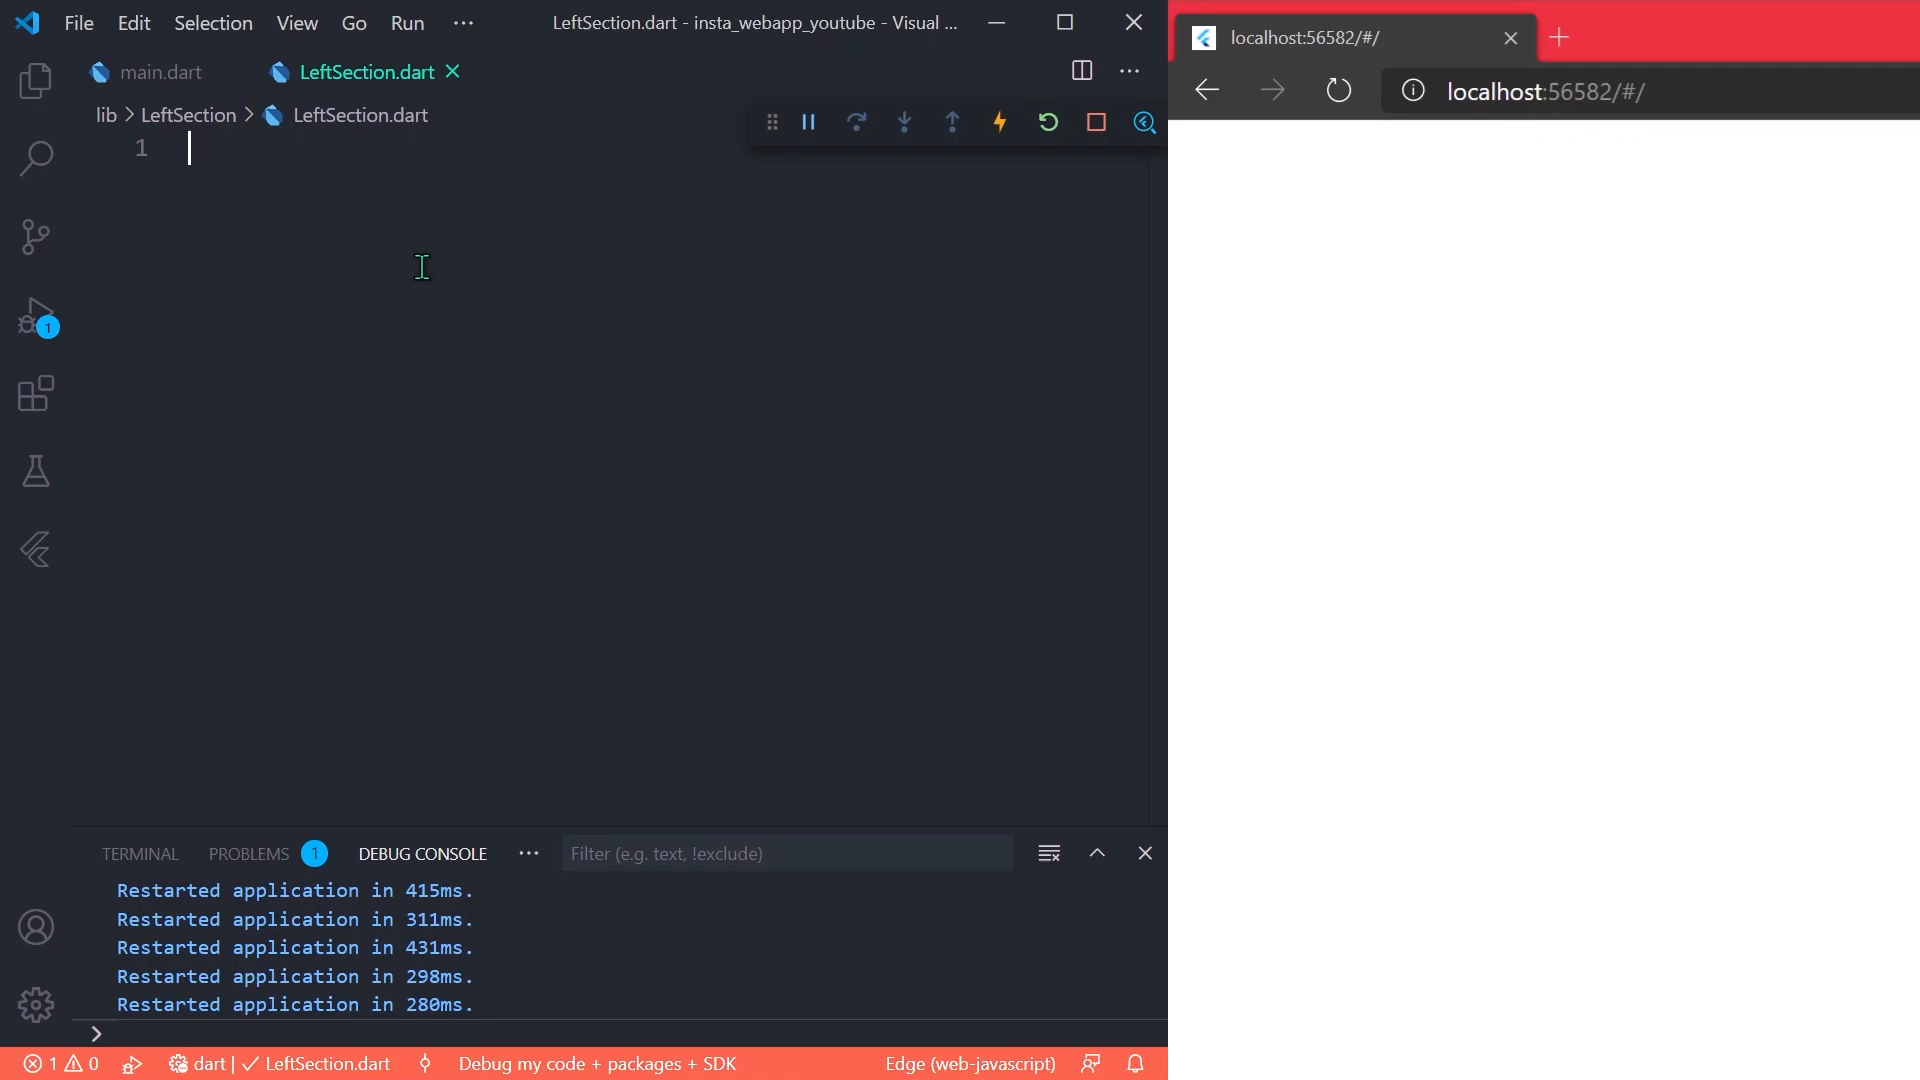 File Edit Selection View Go Run ··· LeftSection.dart - insta_webapp_youtube - Visual ...
main.dart LeftSection.dart
lib > LeftSection > LeftSection.dart
1
1
TERMINAL PROBLEMS 1 DEBUG CONSOLE ··· Filter (e.g. text, !exclude)
Restarted application in 415ms.
Restarted application in 311ms.
Restarted application in 431ms.
Restarted application in 298ms.
Restarted application in 280ms.
>
1 0 dart | ✓ LeftSection.dart Debug my code + packages + SDK Edge (web-javascript)
localhost:56582/#/
localhost:56582/#/